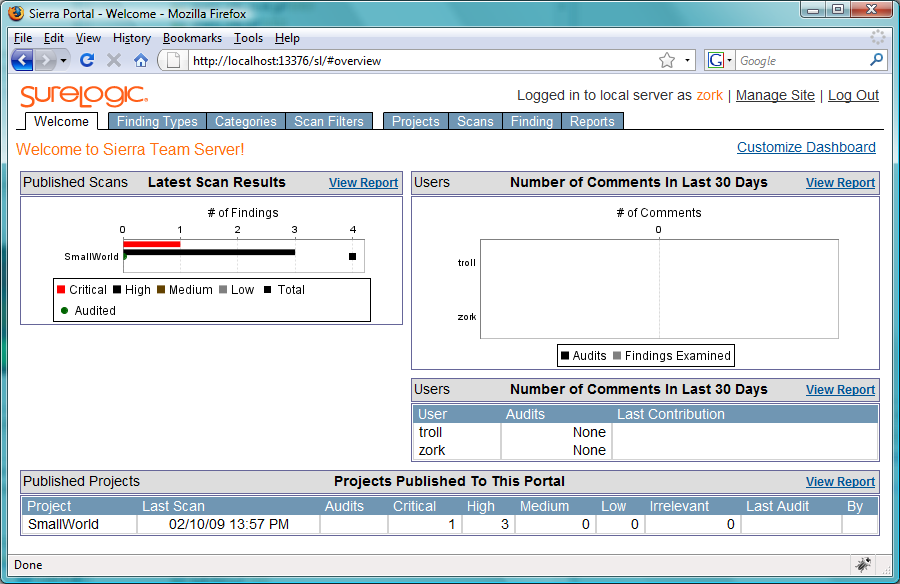 Sierra Portal - Welcome - Mozilla Firefox
File Edit View History Bookmarks Tools Help
http://localhost:13376/sl/#overview
G Google
SureLogic®
Logged in to local server as zork | Manage Site | Log Out
Welcome Finding Types Categories Scan Filters Projects Scans Finding Reports
Welcome to Sierra Team Server! Customize Dashboard
Published Scans Latest Scan Results View Report
# of Findings
0 1 2 3 4
SmallWorld
Critical High Medium Low Total
Audited
Users Number of Comments In Last 30 Days View Report
# of Comments
0
troll
zork
Audits Findings Examined
Users Number of Comments In Last 30 Days View Report
User Audits Last Contribution
troll None
zork None
Published Projects Projects Published To This Portal View Report
Project Last Scan Audits Critical High Medium Low Irrelevant Last Audit By
SmallWorld 02/10/09 13:57 PM 1 3 0 0 0
Done